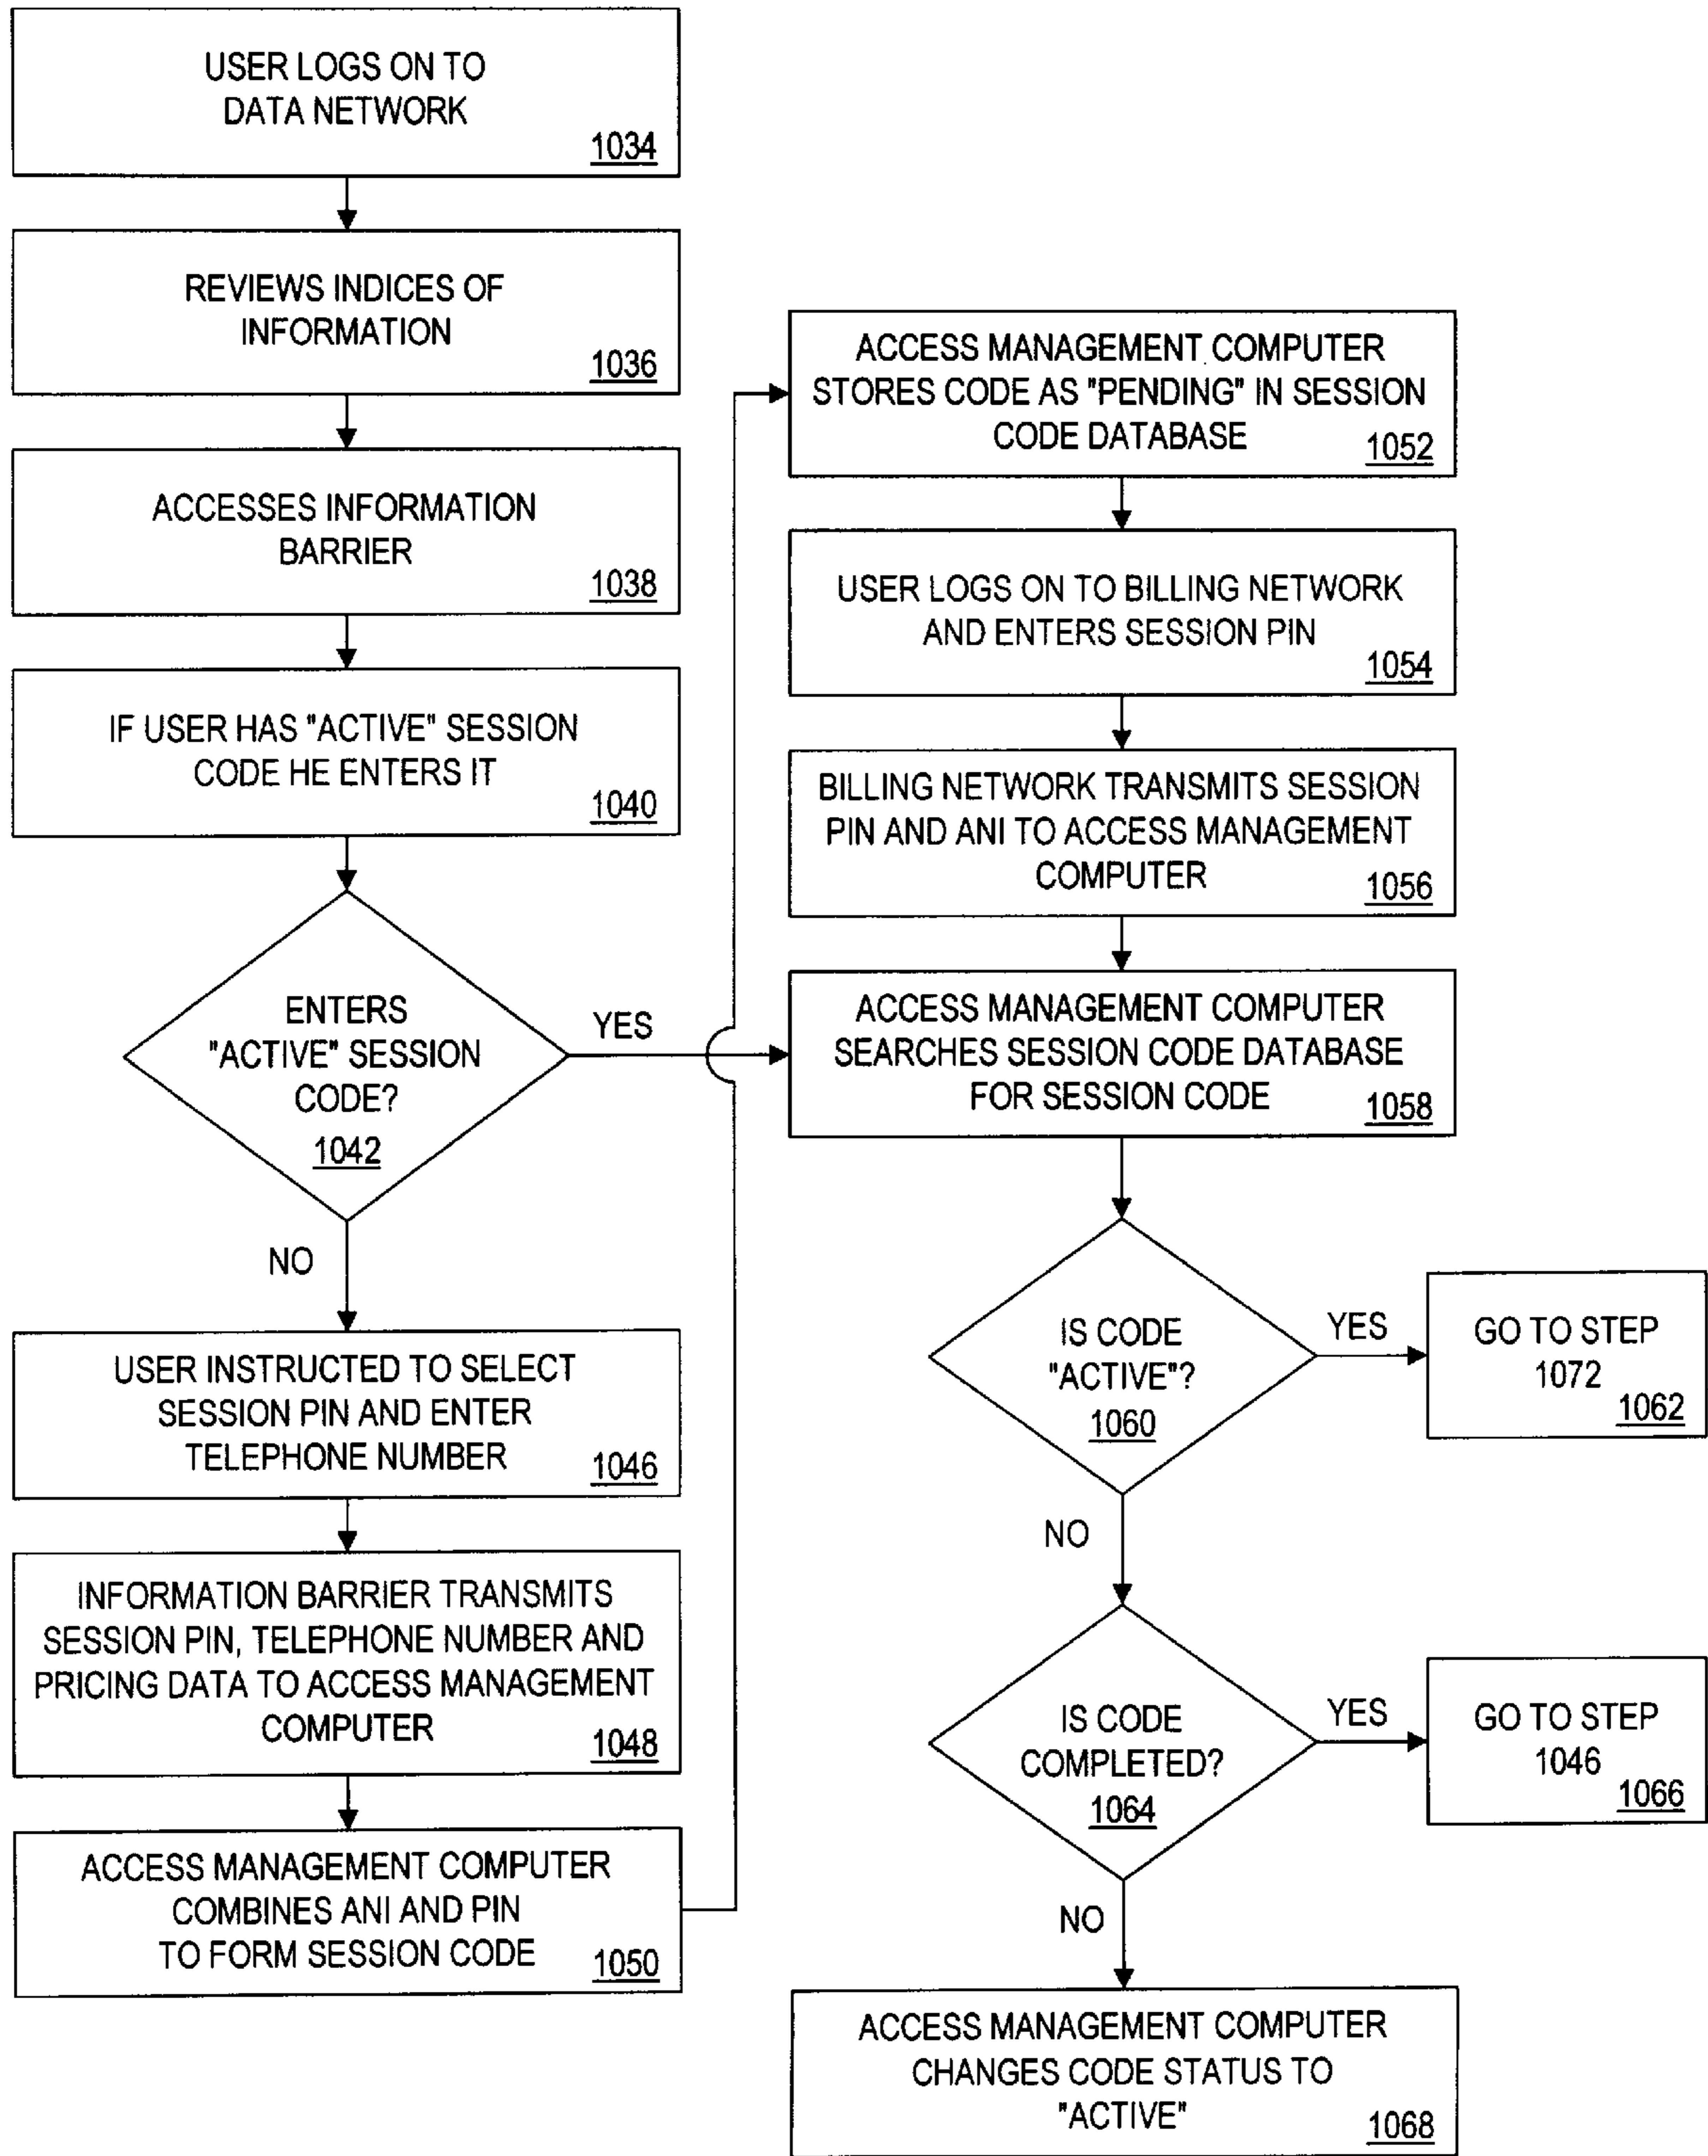 USER LOGS ON TO
DATA NETWORK
1034
REVIEWS INDICES OF
INFORMATION
1036
ACCESSES INFORMATION
BARRIER
1038
IF USER HAS "ACTIVE" SESSION
CODE HE ENTERS IT
1040
ENTERS
"ACTIVE" SESSION
CODE?
1042
YES
NO
USER INSTRUCTED TO SELECT
SESSION PIN AND ENTER
TELEPHONE NUMBER
1046
INFORMATION BARRIER TRANSMITS
SESSION PIN, TELEPHONE NUMBER AND
PRICING DATA TO ACCESS MANAGEMENT
COMPUTER
1048
ACCESS MANAGEMENT COMPUTER
COMBINES ANI AND PIN
TO FORM SESSION CODE
1050
ACCESS MANAGEMENT COMPUTER
STORES CODE AS "PENDING" IN SESSION
CODE DATABASE
1052
USER LOGS ON TO BILLING NETWORK
AND ENTERS SESSION PIN
1054
BILLING NETWORK TRANSMITS SESSION
PIN AND ANI TO ACCESS MANAGEMENT
COMPUTER
1056
ACCESS MANAGEMENT COMPUTER
SEARCHES SESSION CODE DATABASE
FOR SESSION CODE
1058
IS CODE
"ACTIVE"?
1060
YES
GO TO STEP
1072
1062
NO
IS CODE
COMPLETED?
1064
YES
GO TO STEP
1046
1066
NO
ACCESS MANAGEMENT COMPUTER
CHANGES CODE STATUS TO
"ACTIVE"
1068